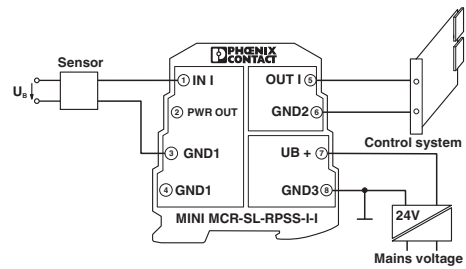 PHŒNIX
CONTACT
Sensor
U_B
① IN I
OUT I ⑤
② PWR OUT
GND2 ⑥
Control system
③ GND1
UB + ⑦
④ GND1
GND3 ⑧
24V
MINI MCR-SL-RPSS-I-I
Mains voltage